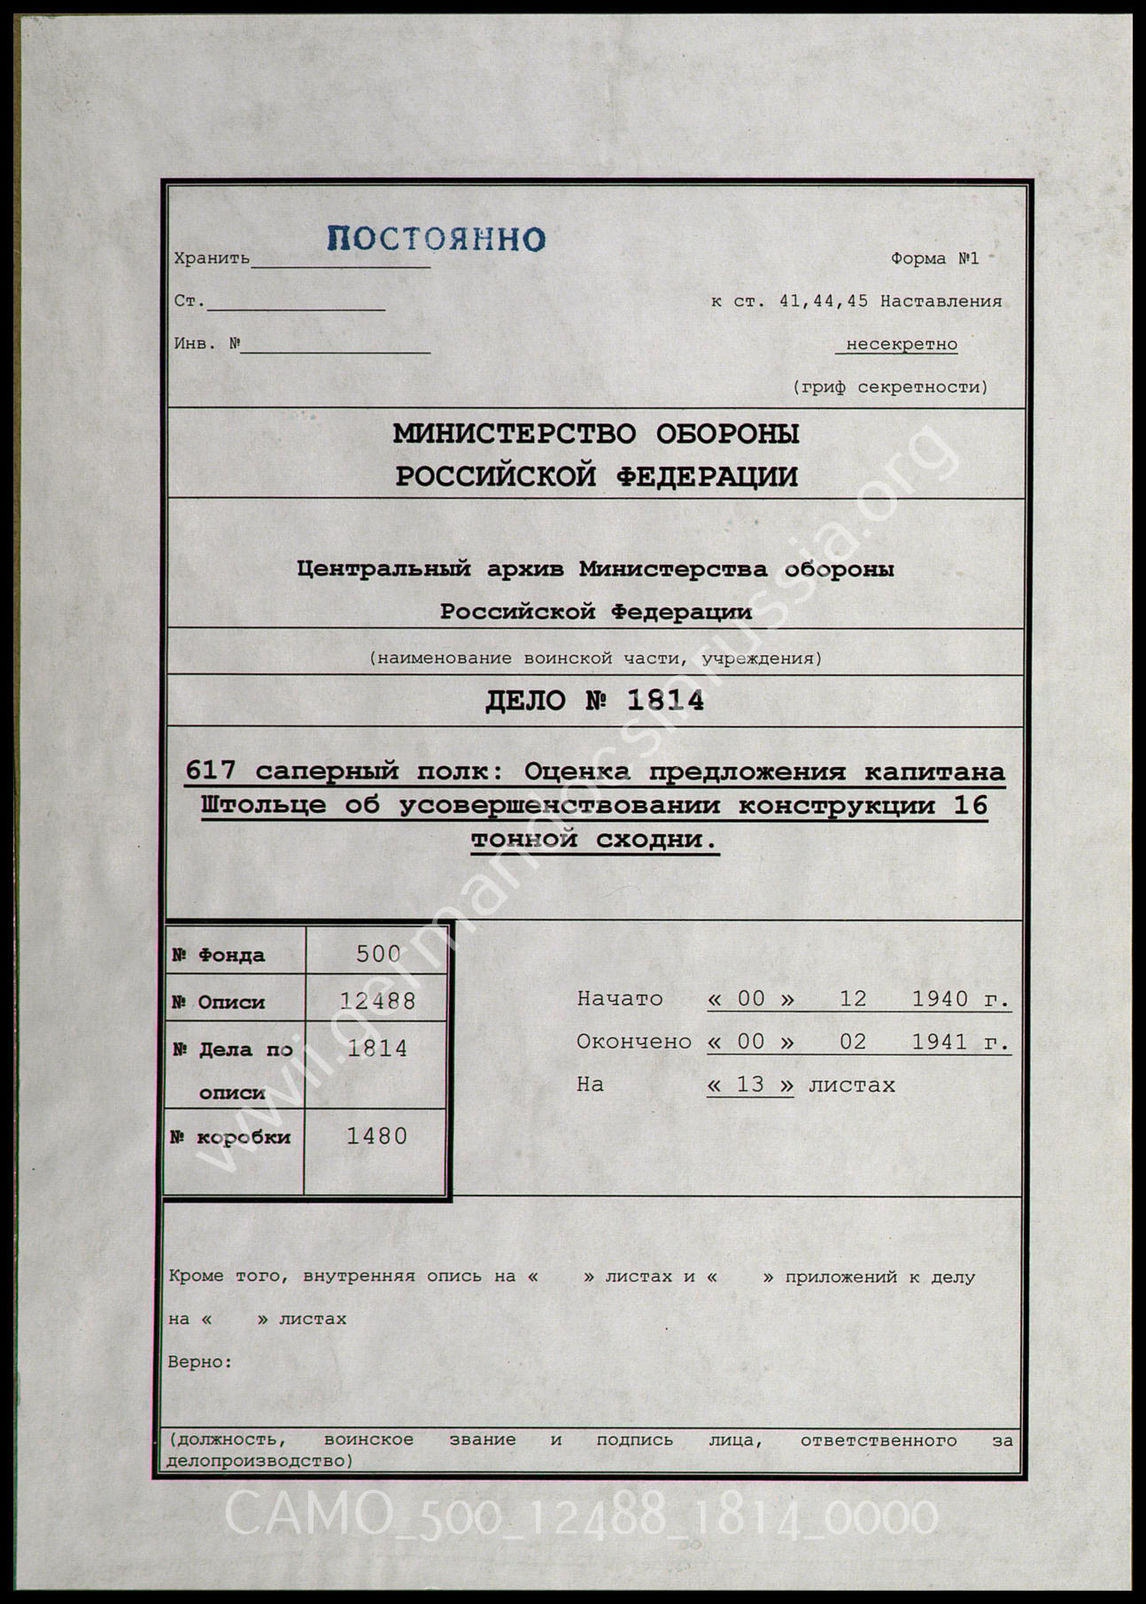 ПОСТОЯННО
Хранить
Форма №1
Ст.
к ст. 41,44,45 Наставления
Инв. №
несекретно
(гриф секретности)
МИНИСТЕРСТВО ОБОРОНЫ
РОССИЙСКОЙ ФЕДЕРАЦИИ
Центральный архив Министерства обороны
Российской Федерации
(наименование воинской части, учреждения)
ДЕЛО № 1814
617 саперный полк: Оценка предложения капитана
Штольце об усовершенствовании конструкции 16
тонной сходни.
№ Фонда 500
№ Описи 12488
№ Дела по 1814
описи
№ коробки 1480
Начато « 00 » 12 1940 г.
Окончено « 00 » 02 1941 г.
На « 13 » листах
Кроме того, внутренняя опись на « » листах и « » приложений к делу
на « » листах
Верно:
(должность, воинское звание и подпись лица, ответственного за
делопроизводство)
wwii.germandocsinrussia.org
CAMO_500_12488_1814_0000